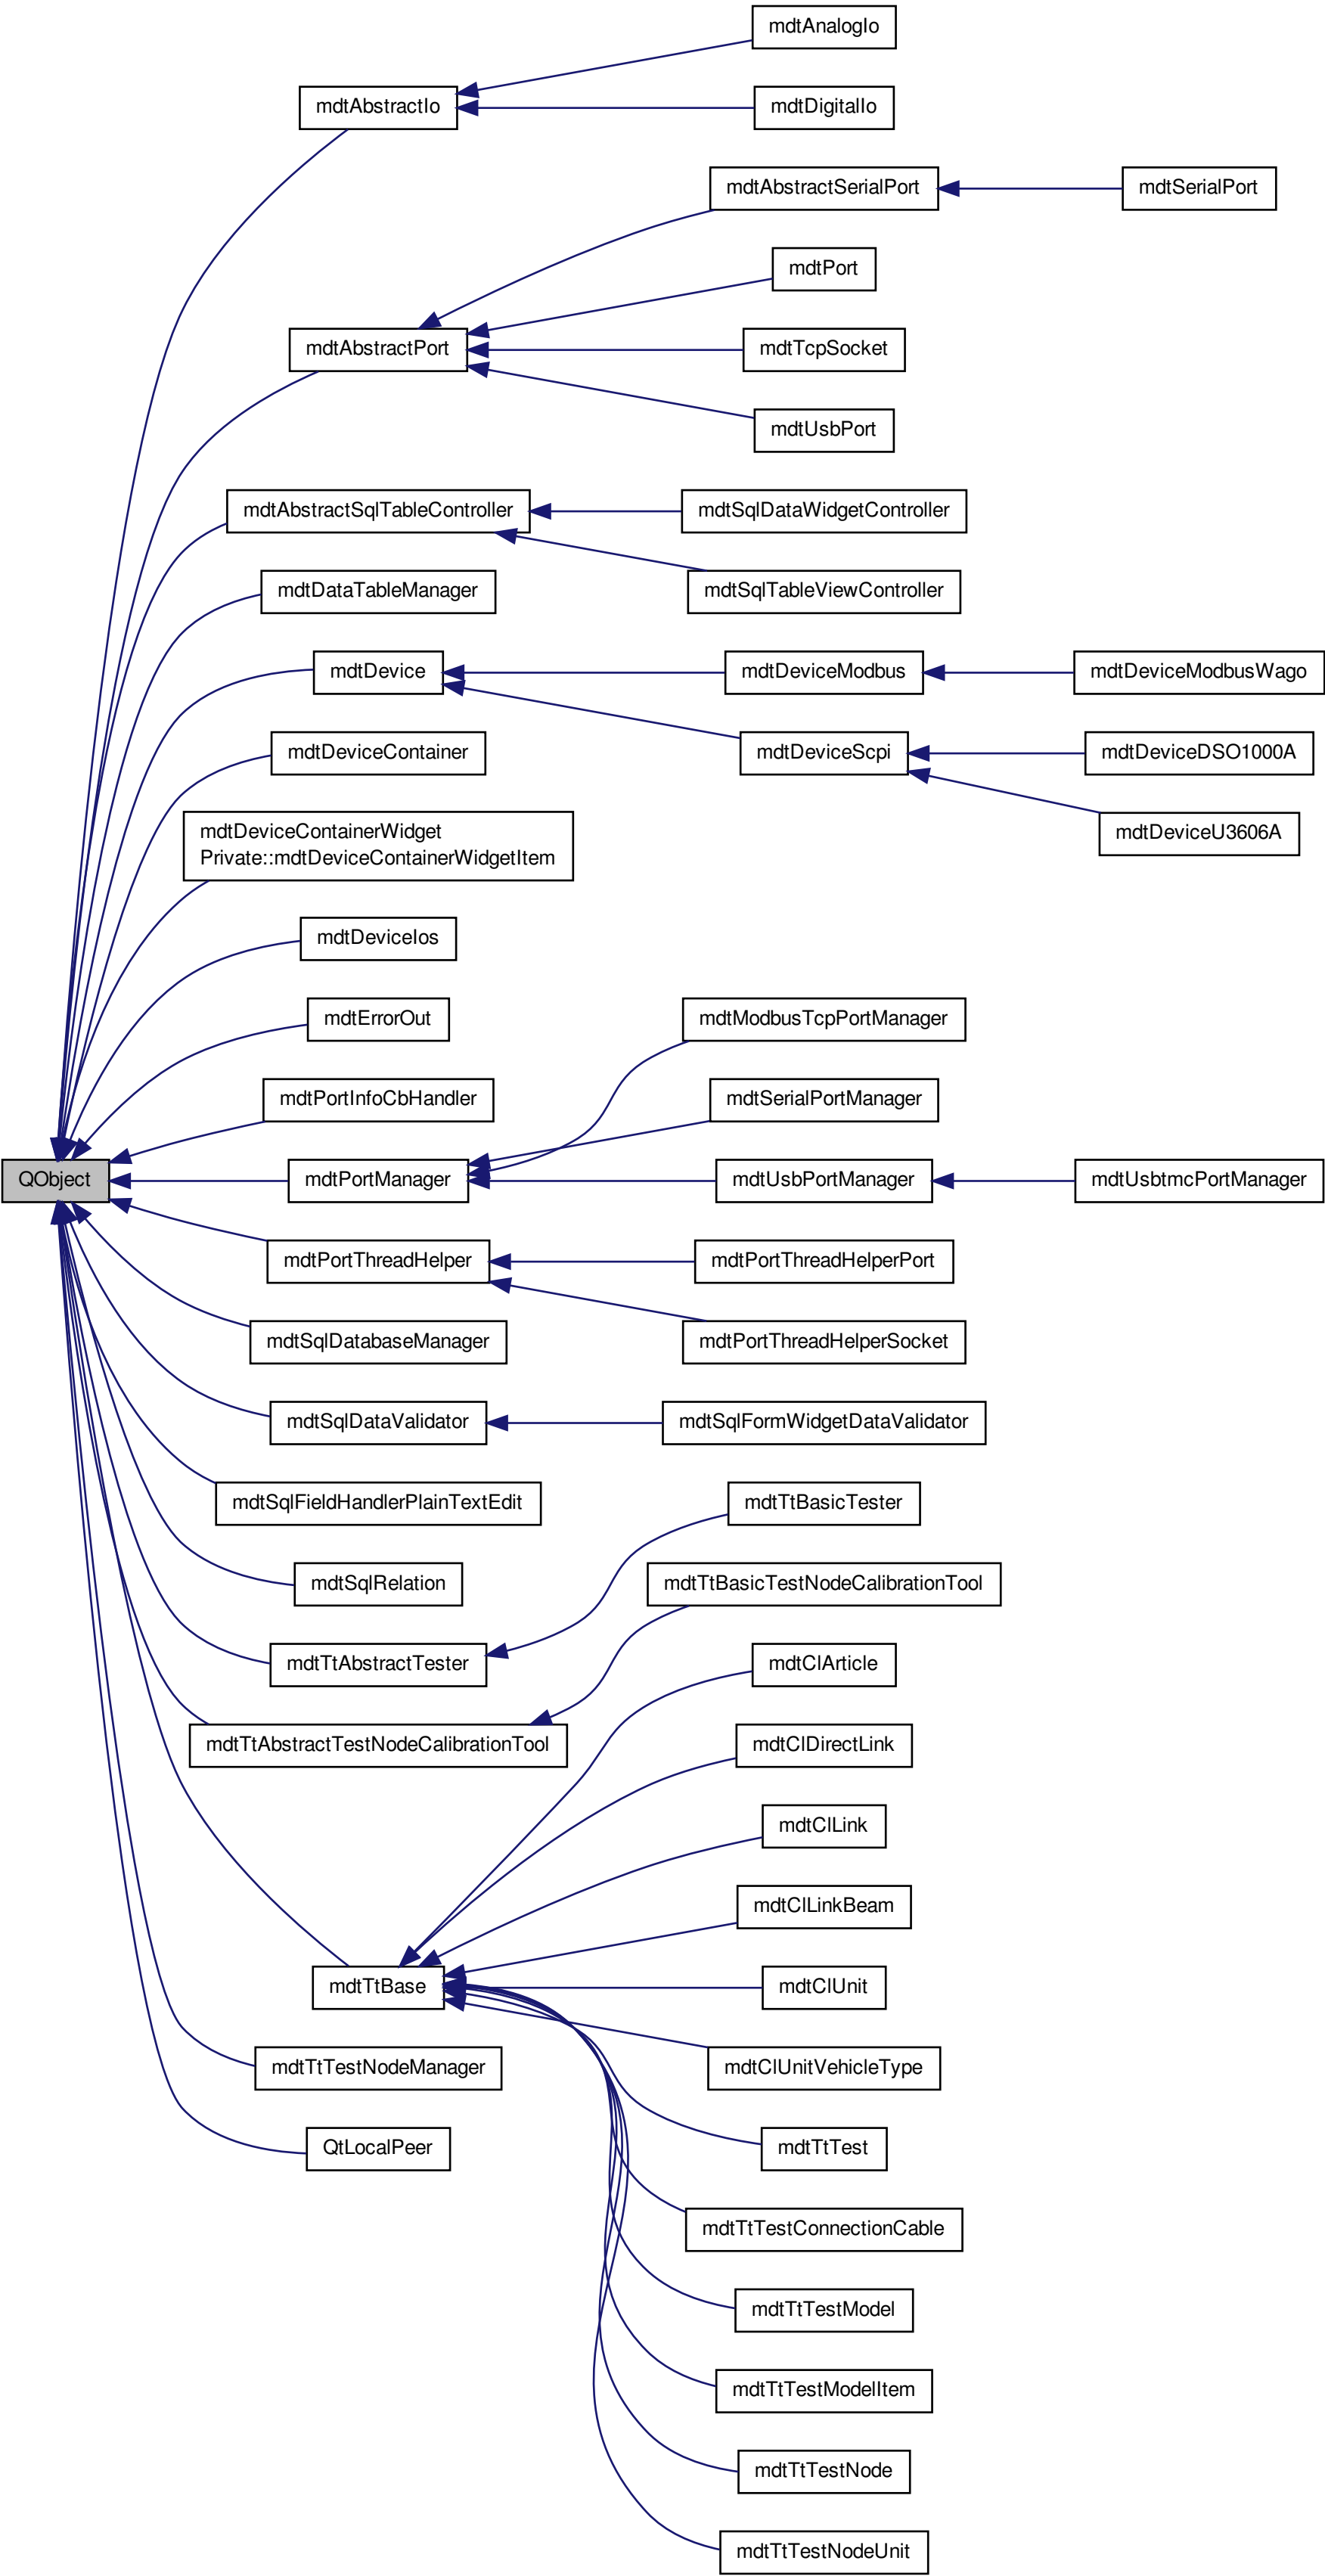 mdtAnalogIo
mdtAbstractIo
mdtDigitalIo
mdtAbstractSerialPort
mdtSerialPort
mdtPort
mdtAbstractPort
mdtTcpSocket
mdtUsbPort
mdtAbstractSqlTableController
mdtSqlDataWidgetController
mdtDataTableManager
mdtSqlTableViewController
mdtDevice
mdtDeviceModbus
mdtDeviceModbusWago
mdtDeviceContainer
mdtDeviceScpi
mdtDeviceDSO1000A
mdtDeviceContainerWidget
Private::mdtDeviceContainerWidgetItem
mdtDeviceU3606A
mdtDeviceIos
mdtErrorOut
mdtModbusTcpPortManager
mdtPortInfoCbHandler
mdtSerialPortManager
QObject
mdtPortManager
mdtUsbPortManager
mdtUsbtmcPortManager
mdtPortThreadHelper
mdtPortThreadHelperPort
mdtSqlDatabaseManager
mdtPortThreadHelperSocket
mdtSqlDataValidator
mdtSqlFormWidgetDataValidator
mdtSqlFieldHandlerPlainTextEdit
mdtTtBasicTester
mdtSqlRelation
mdtTtBasicTestNodeCalibrationTool
mdtTtAbstractTester
mdtClArticle
mdtTtAbstractTestNodeCalibrationTool
mdtClDirectLink
mdtClLink
mdtClLinkBeam
mdtTtBase
mdtClUnit
mdtTtTestNodeManager
mdtClUnitVehicleType
QtLocalPeer
mdtTtTest
mdtTtTestConnectionCable
mdtTtTestModel
mdtTtTestModelItem
mdtTtTestNode
mdtTtTestNodeUnit